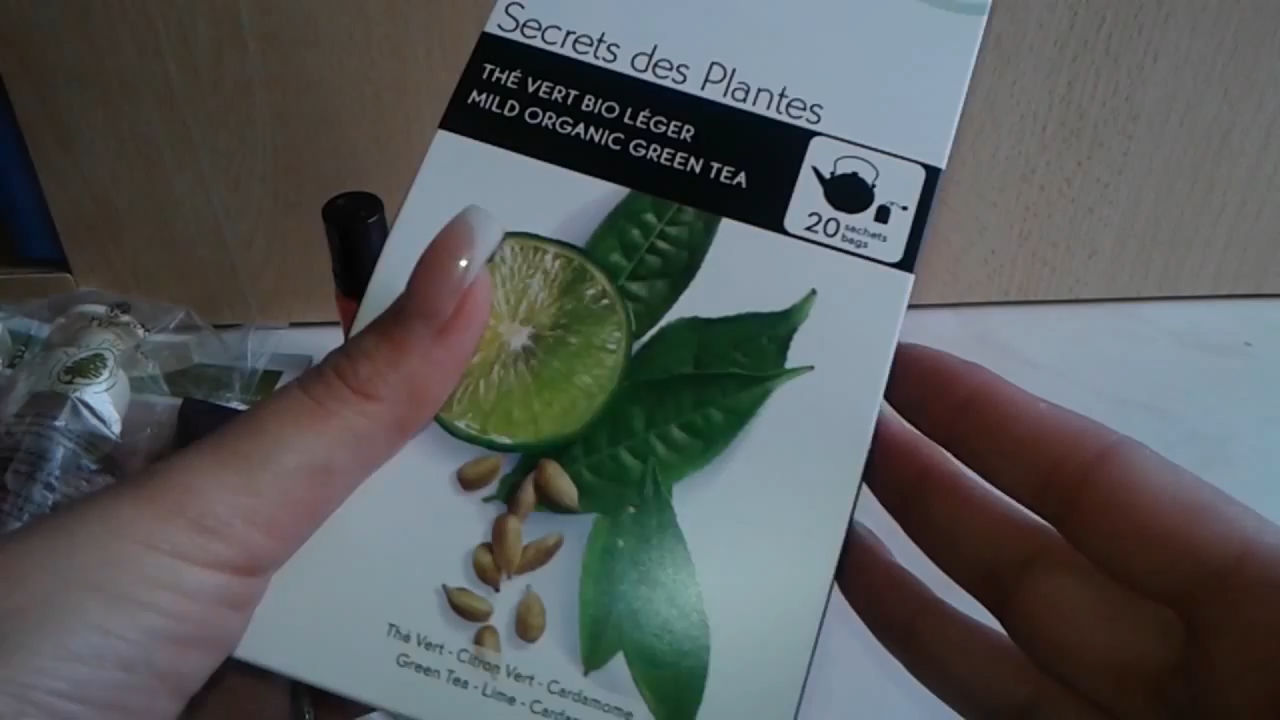 Secrets des Plantes
THÉ VERT BIO LÉGER
MILD ORGANIC GREEN TEA
20 sachets
bags
Thé Vert - Citron Vert - Cardamome
Green Tea - Lime -